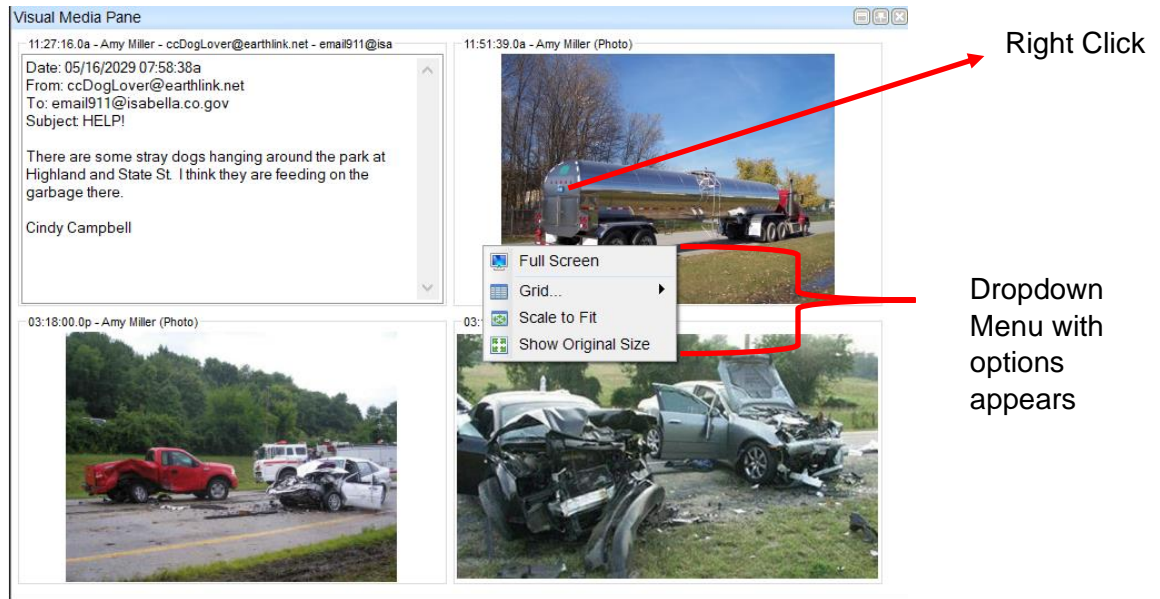 Visual Media Pane
11:27:16.0a - Amy Miller - ccDogLover@earthlink.net - email911@isa
11:51:39.0a - Amy Miller (Photo)
Right Click
Date: 05/16/2029 07:58:38a
From: ccDogLover@earthlink.net
To: email911@isabella.co.gov
Subject: HELP!
There are some stray dogs hanging around the park at
Highland and State St. I think they are feeding on the
garbage there.
Cindy Campbell
Full Screen
Grid...
Scale to Fit
Show Original Size
Dropdown
Menu with
options
appears
03:18:00.0p - Amy Miller (Photo)